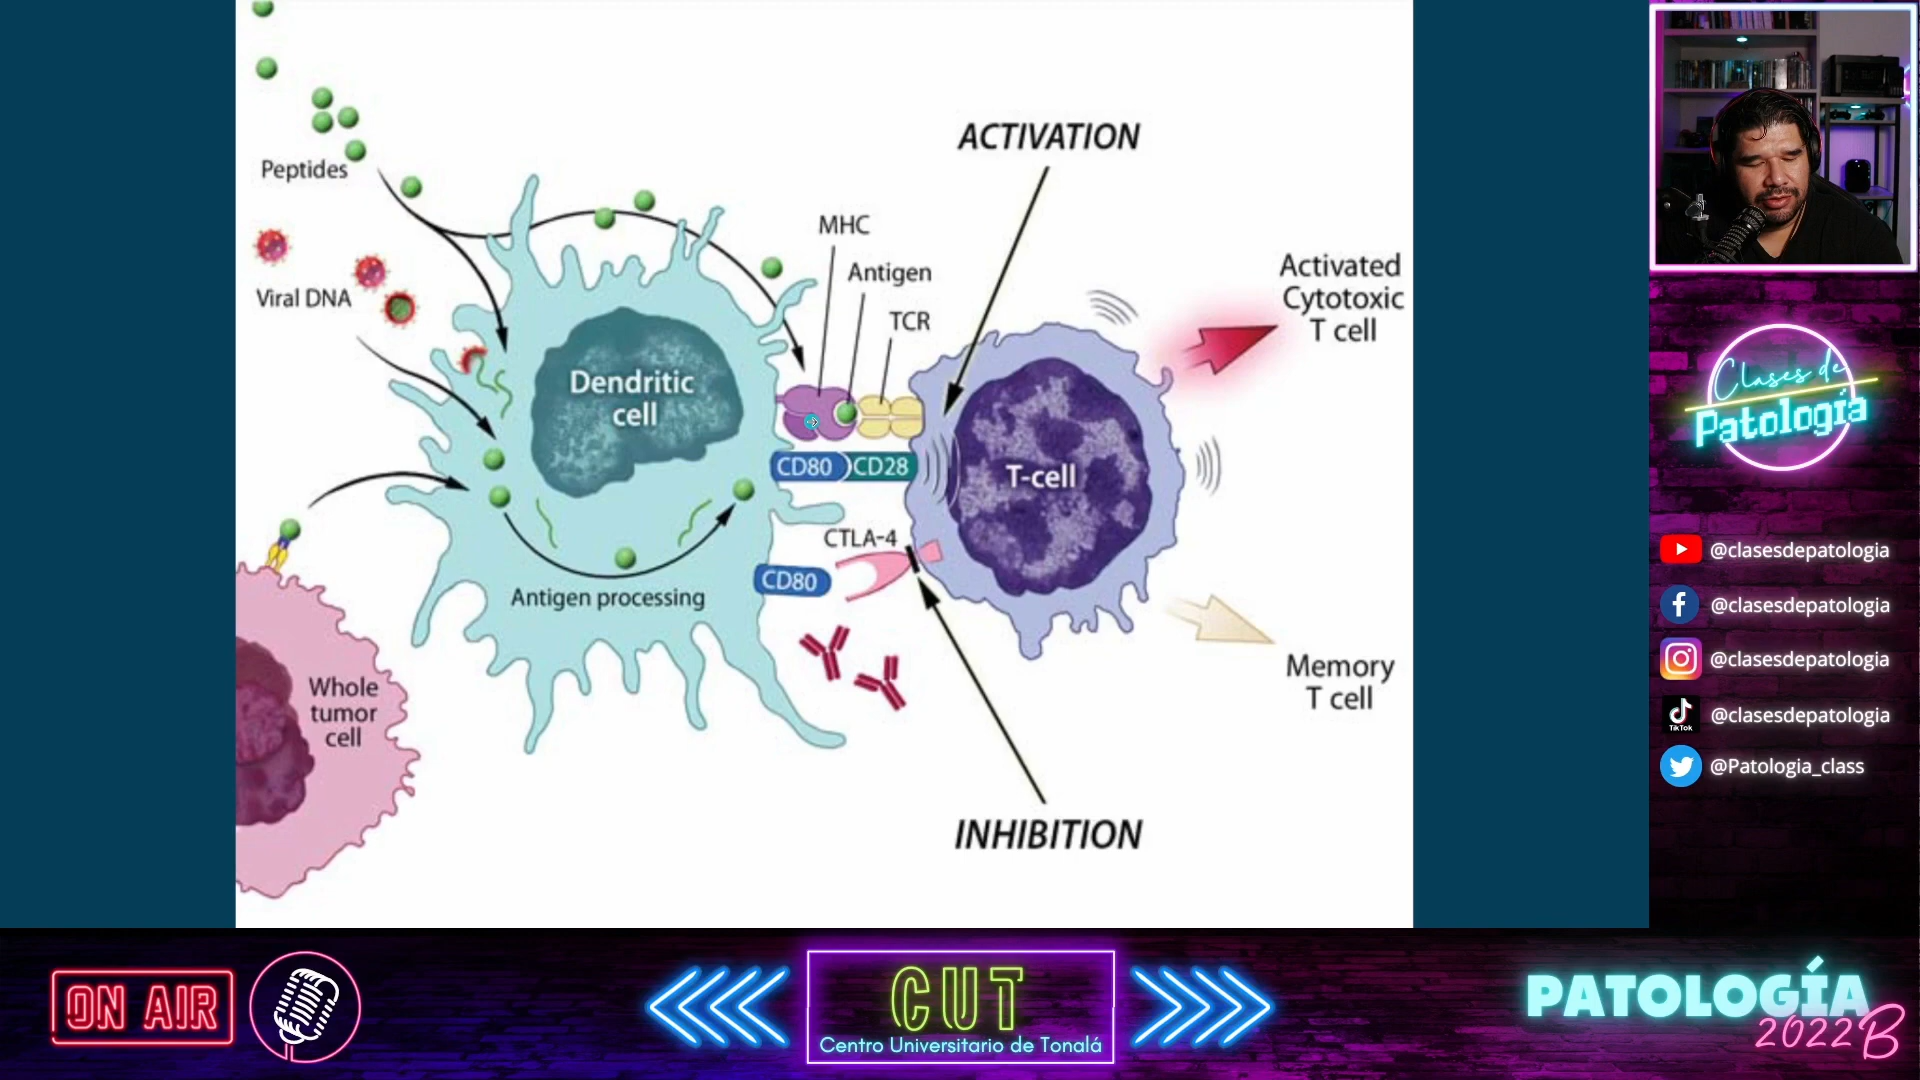 ACTIVATION
Peptides
MHC
Antigen
TCR
Viral DNA
Activated
Cytotoxic
T cell
Dendritic
cell
CD80
CD28
T-cell
CTLA-4
CD80
Antigen processing
Whole
tumor
cell
Memory
T cell
INHIBITION
Clases de
Patología
@clasesdepatologia
@clasesdepatologia
@clasesdepatologia
TikTok
@clasesdepatologia
@Patologia_class
ON AIR
CUT
Centro Universitario de Tonalá
PATOLOGÍA
2022B